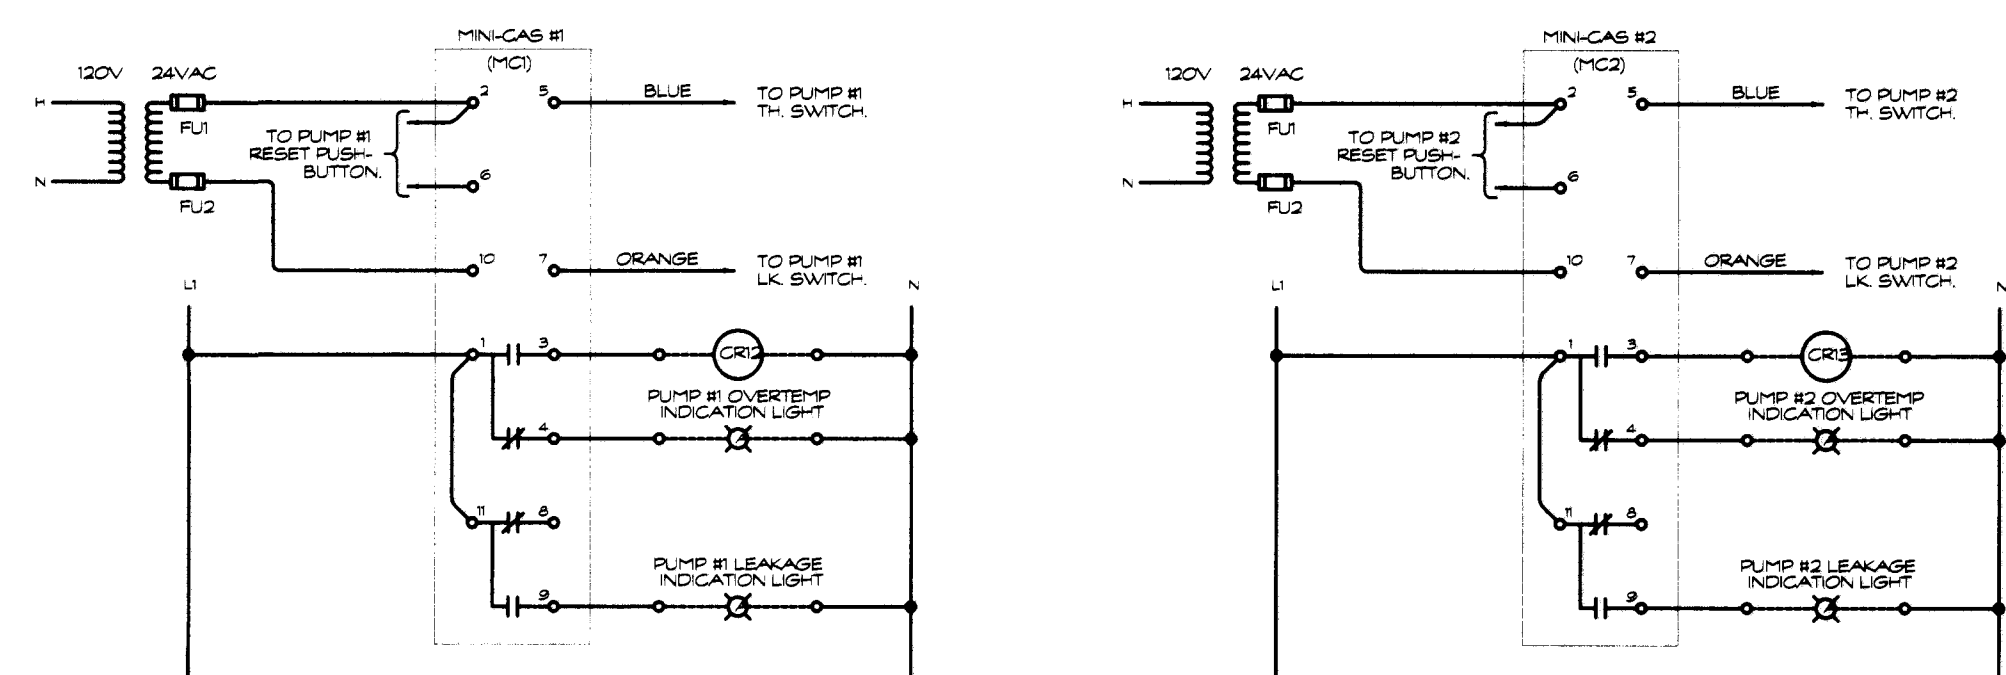 MINI-CAS #1
(MC1)
120V 24VAC
H
FU1
2 5
BLUE
TO PUMP #1
TH. SWITCH.
TO PUMP #1
RESET PUSH-
BUTTON.
N
FU2
6
10 7
ORANGE
TO PUMP #1
LK. SWITCH.
L1
N
1 3
CR12
PUMP #1 OVERTEMP
INDICATION LIGHT
4
11 8
PUMP #1 LEAKAGE
INDICATION LIGHT
9
MINI-CAS #2
(MC2)
120V 24VAC
H
FU1
2 5
BLUE
TO PUMP #2
TH. SWITCH.
TO PUMP #2
RESET PUSH-
BUTTON.
N
FU2
6
10 7
ORANGE
TO PUMP #2
LK. SWITCH.
L1
N
1 3
CR13
PUMP #2 OVERTEMP
INDICATION LIGHT
4
11 8
PUMP #2 LEAKAGE
INDICATION LIGHT
9